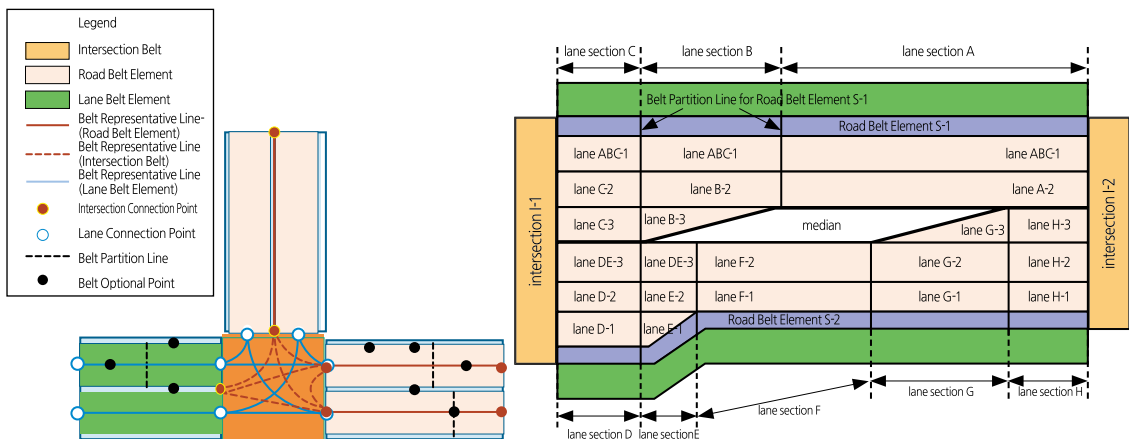 Legend
Intersection Belt
Road Belt Element
Lane Belt Element
Belt Representative Line-
(Road Belt Element)
Belt Representative Line
(Intersection Belt)
Belt Representative Line
(Lane Belt Element)
Intersection Connection Point
Lane Connection Point
Belt Partition Line
Belt Optional Point
lane section C
lane section B
lane section A
Belt Partition Line for Road Belt Element S-1
Road Belt Element S-1
lane ABC-1
lane ABC-1
lane ABC-1
lane C-2
lane B-2
lane A-2
lane C-3
lane B-3
median
lane G-3
lane H-3
lane DE-3
lane DE-3
lane F-2
lane G-2
lane H-2
lane D-2
lane E-2
lane F-1
lane G-1
lane H-1
lane D-1
lane E-1
Road Belt Element S-2
intersection I-1
intersection I-2
lane section G
lane section H
lane section F
lane section D
lane sectionE